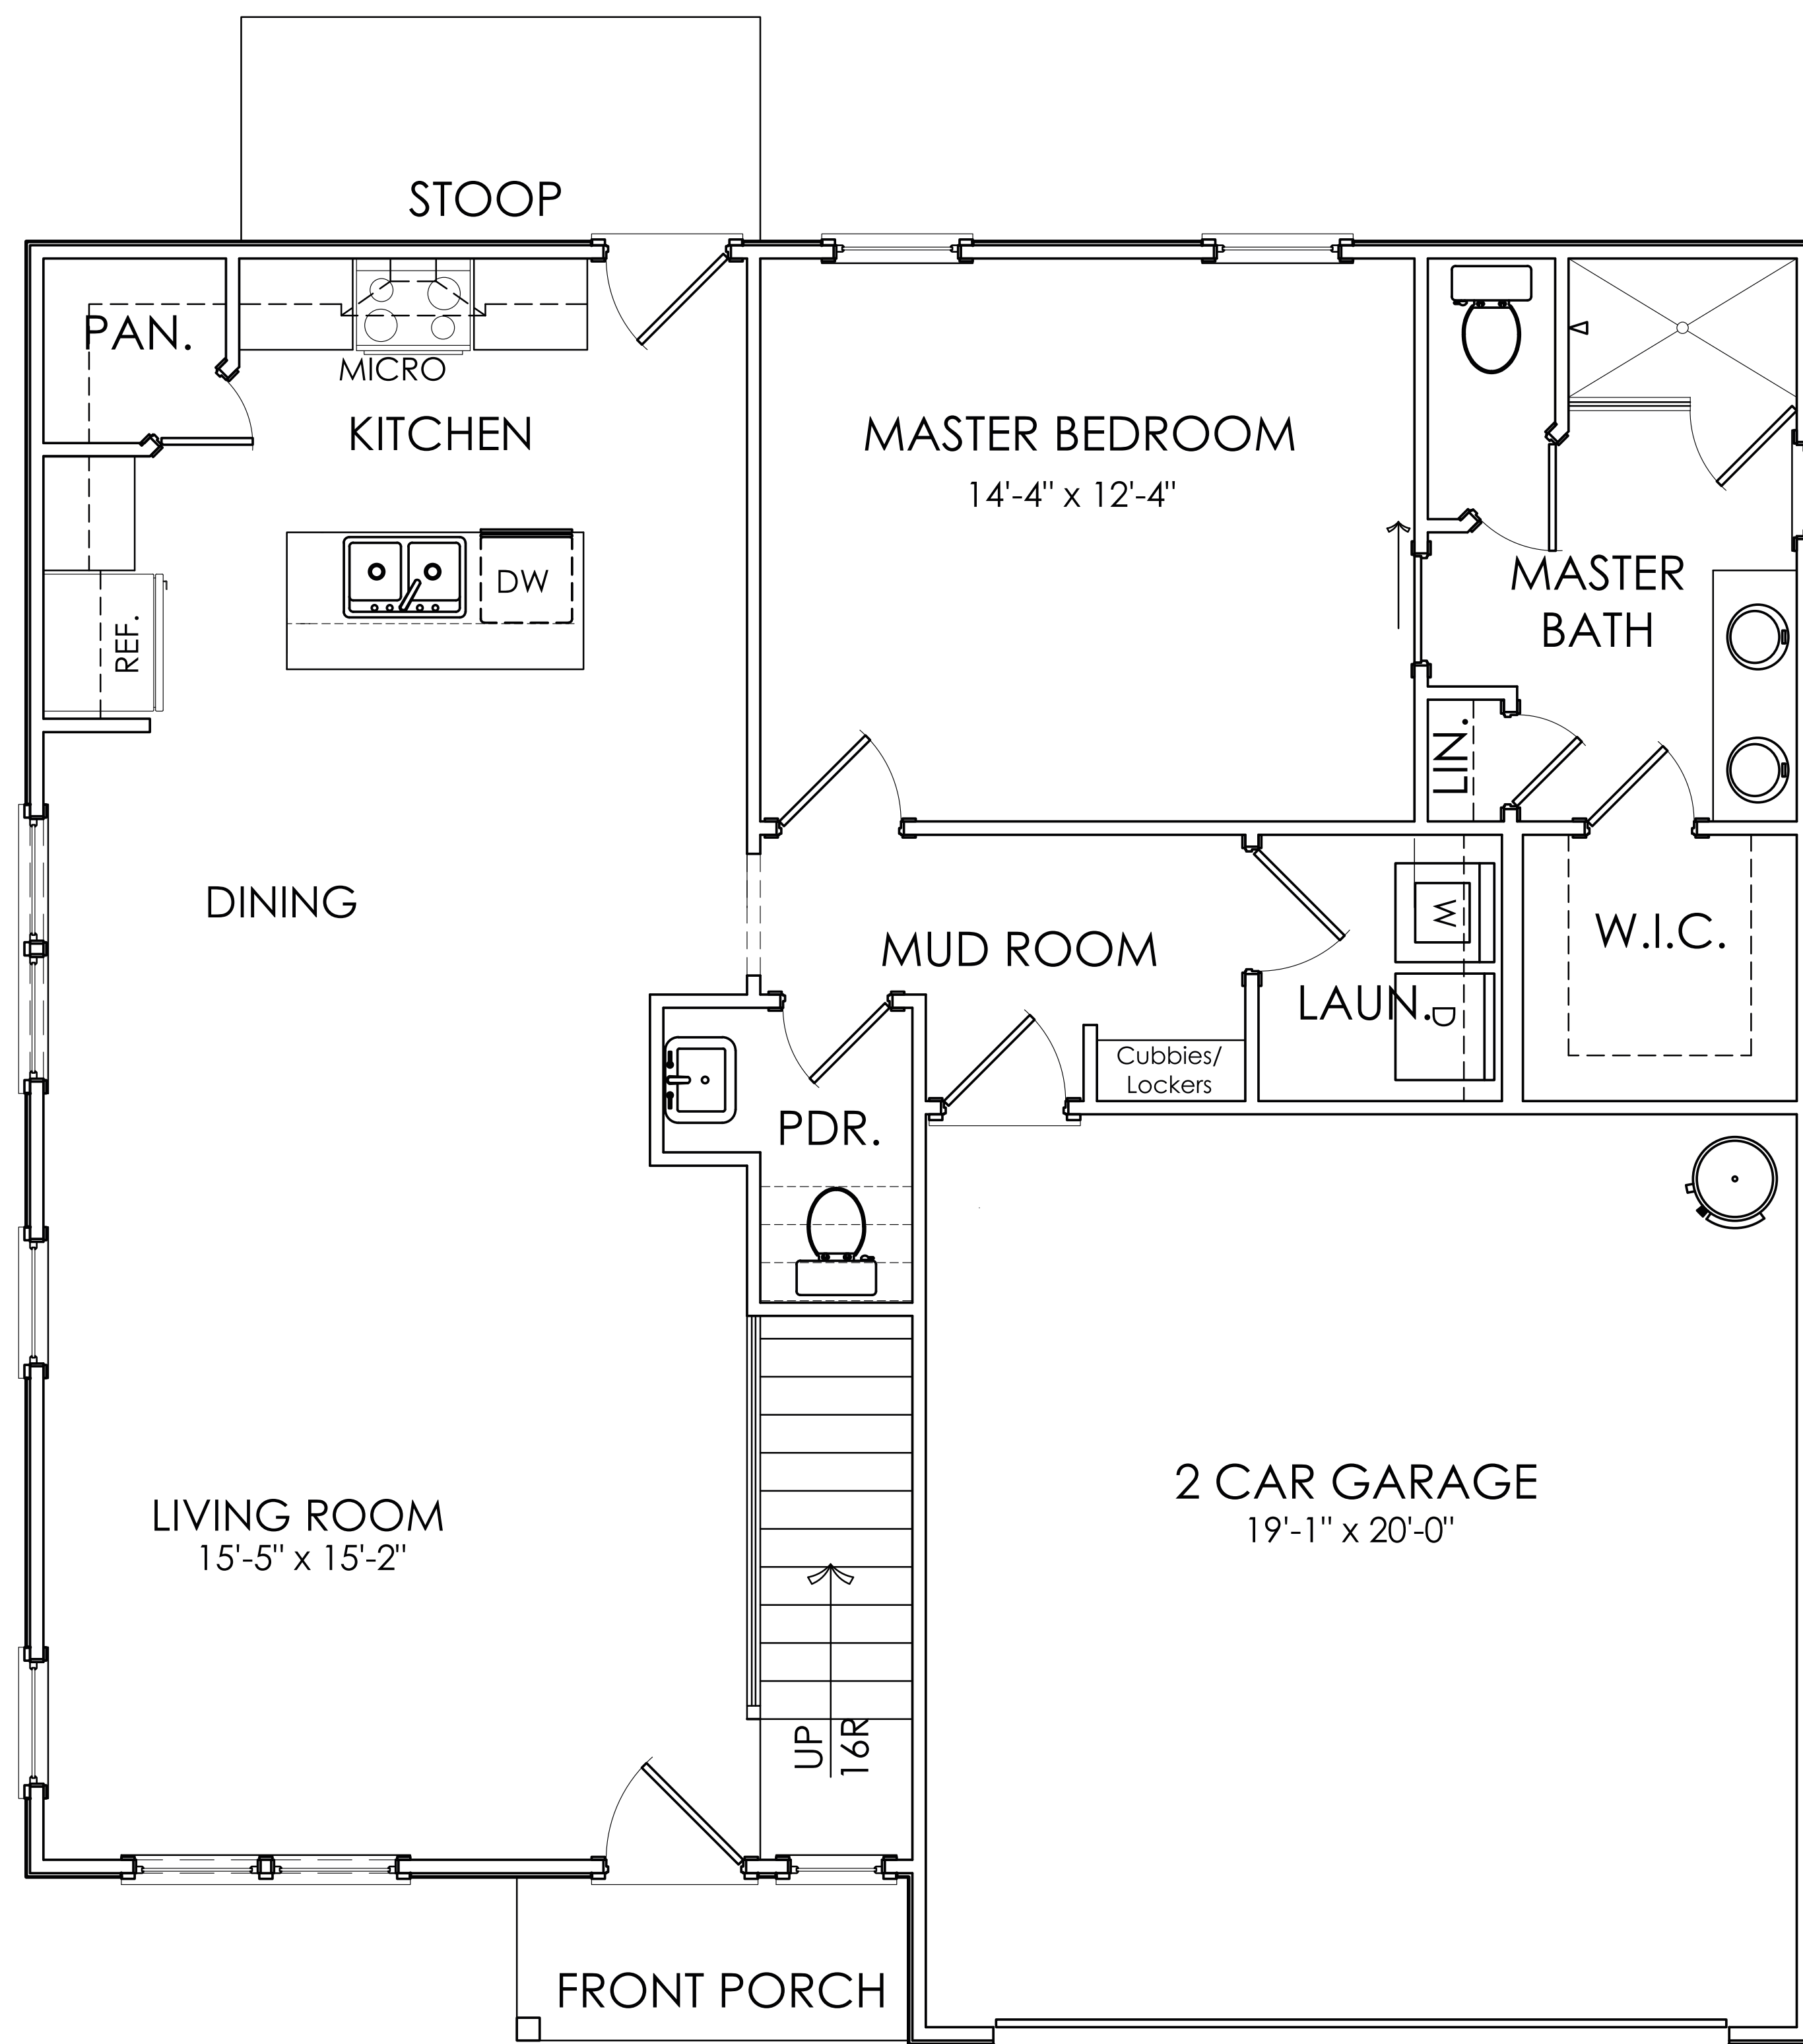 STOOP
PAN.
MICRO
KITCHEN
MASTER BEDROOM
14'-4" x 12'-4"
DW
REF.
MASTER
BATH
LIN.
DINING
MUD ROOM
W
LAUN.
D
W.I.C.
Cubbies/
Lockers
PDR.
2 CAR GARAGE
19'-1" x 20'-0"
LIVING ROOM
15'-5" x 15'-2"
UP
16R
FRONT PORCH